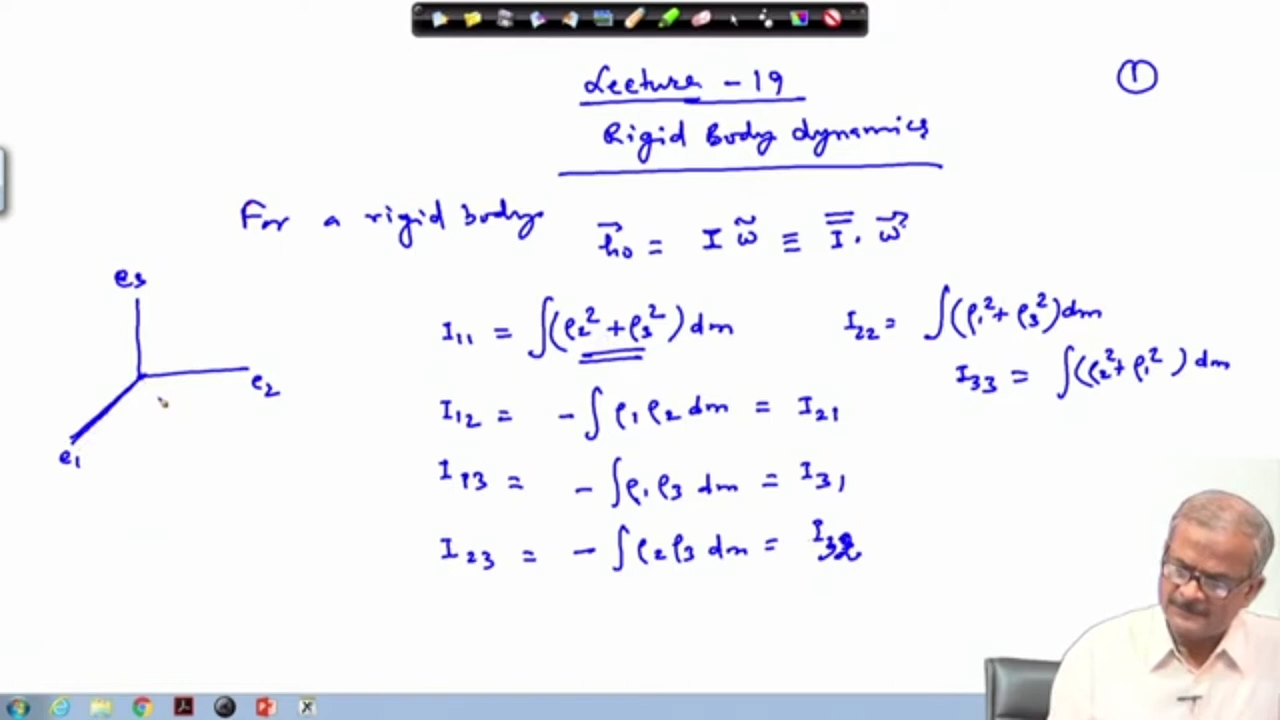 Lecture - 19
①
Rigid Body dynamics
For a rigid body h⃗₀ = I ω̃ ≡ I̿ . ω⃗
e₃
e₂
e₁
I₁₁ = ∫(ρ₂² + ρ₃²) dm
I₂₂ = ∫(ρ₁² + ρ₃²) dm
I₃₃ = ∫(ρ₂² + ρ₁²) dm
I₁₂ = - ∫ ρ₁ ρ₂ dm = I₂₁
I₁₃ = - ∫ ρ₁ ρ₃ dm = I₃₁
I₂₃ = - ∫ ρ₂ ρ₃ dm = I₃₂